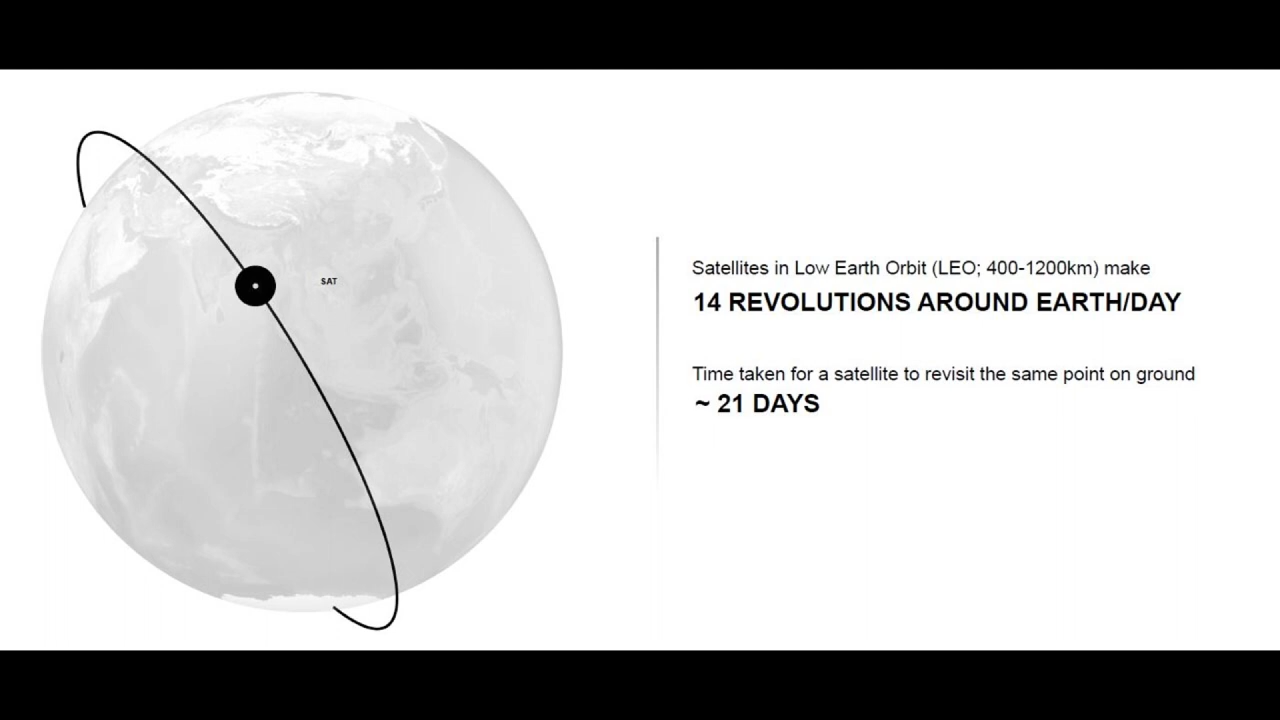 SAT
Satellites in Low Earth Orbit (LEO; 400-1200km) make
14 REVOLUTIONS AROUND EARTH/DAY
Time taken for a satellite to revisit the same point on ground
~ 21 DAYS